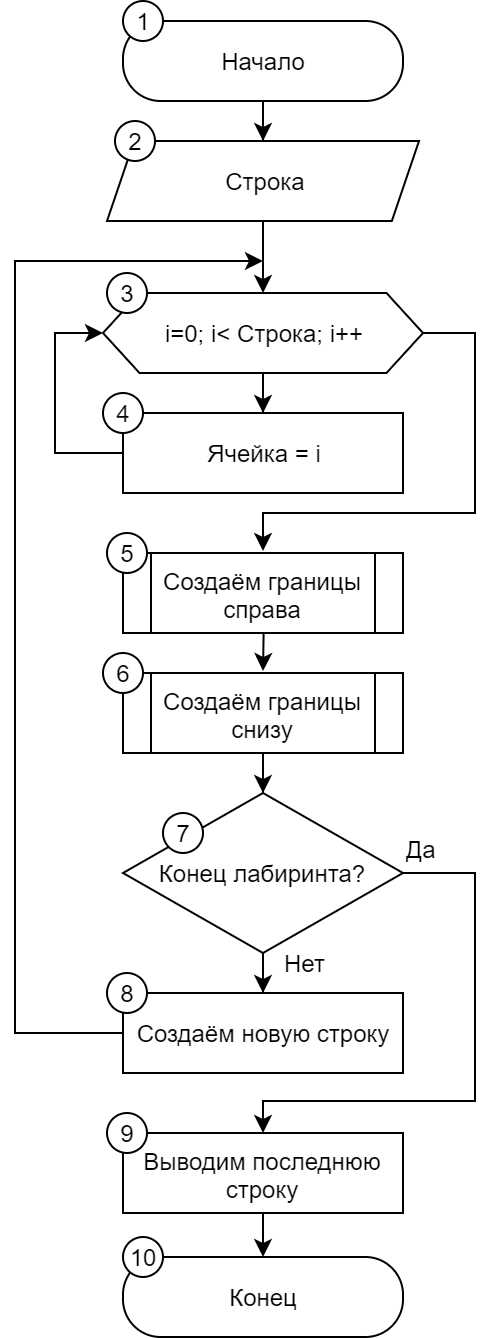 1
Начало
2
Строка
3
i=0; i< Строка; i++
4
Ячейка = i
5
Создаём границы
справа
6
Создаём границы
снизу
7
Конец лабиринта?
Да
Нет
8
Создаём новую строку
9
Выводим последнюю
строку
10
Конец